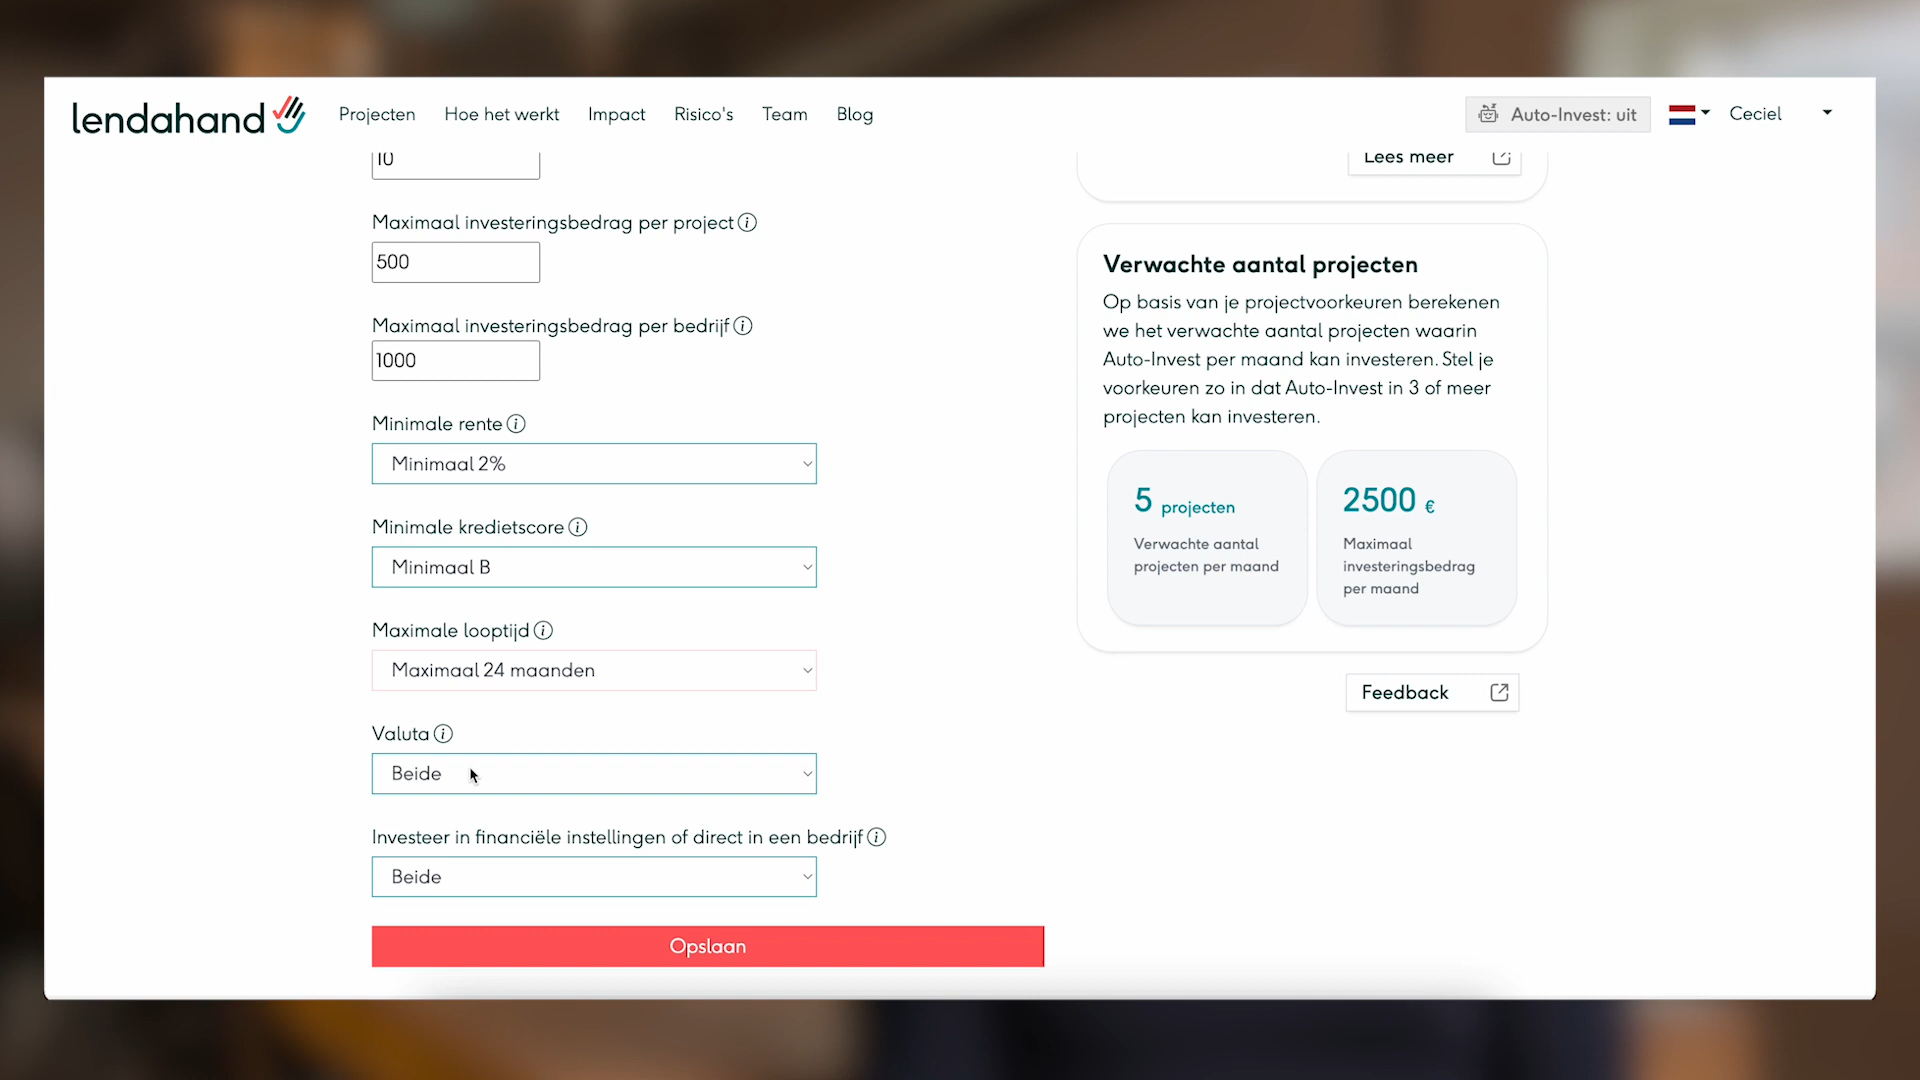 lendahand
Projecten
Hoe het werkt
Impact
Risico's
Team
Blog
Auto-Invest: uit
Ceciel
10
Maximaal investeringsbedrag per project
500
Maximaal investeringsbedrag per bedrijf
1000
Minimale rente
Minimaal 2%
Minimale kredietscore
Minimaal B
Maximale looptijd
Maximaal 24 maanden
Valuta
Beide
Investeer in financiële instellingen of direct in een bedrijf
Beide
Opslaan
Lees meer
Verwachte aantal projecten
Op basis van je projectvoorkeuren berekenen
we het verwachte aantal projecten waarin
Auto-Invest per maand kan investeren. Stel je
voorkeuren zo in dat Auto-Invest in 3 of meer
projecten kan investeren.
5 projecten
Verwachte aantal
projecten per maand
2500 €
Maximaal
investeringsbedrag
per maand
Feedback